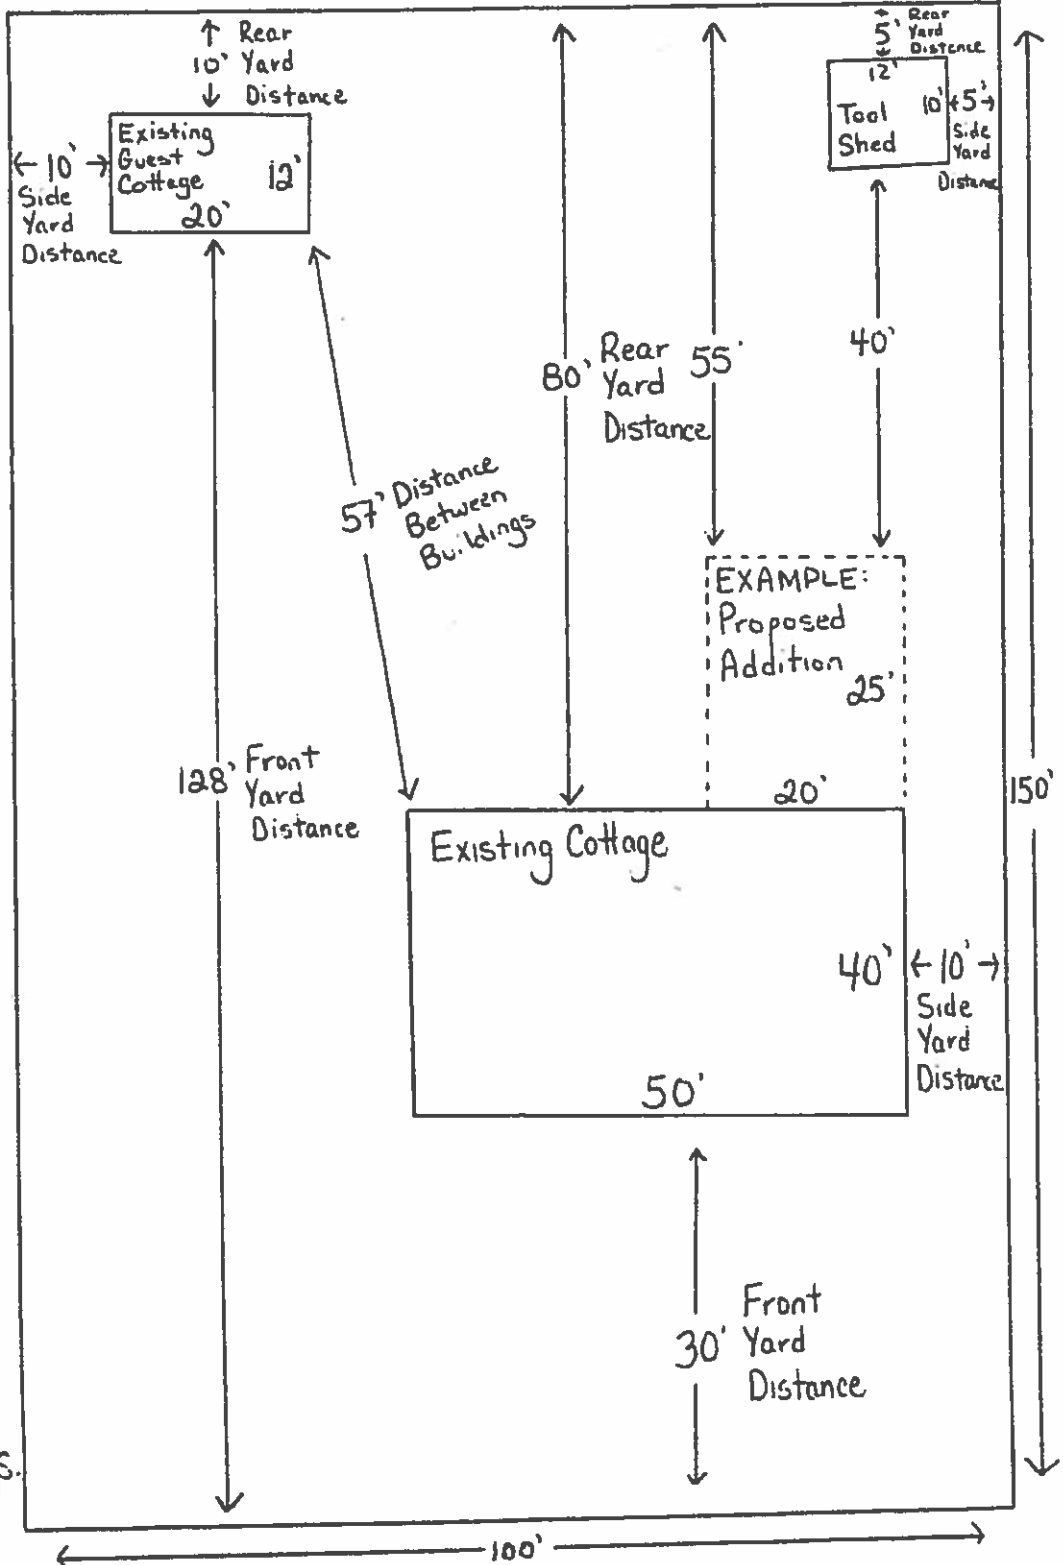 Rear
10' Yard
Distance
Rear
5' Yard
Distance
12'
10'
Tool
Shed
5'
Side
Yard
Distance
Existing
Guest
Cottage
12'
20'
10'
Side
Yard
Distance
80' Rear
Yard
Distance
55'
40'
57' Distance
Between
Buildings
EXAMPLE:
Proposed
Addition
25'
20'
128' Front
Yard
Distance
150'
Existing Cottage
40'
50'
10'
Side
Yard
Distance
30' Front
Yard
Distance
s.
100'